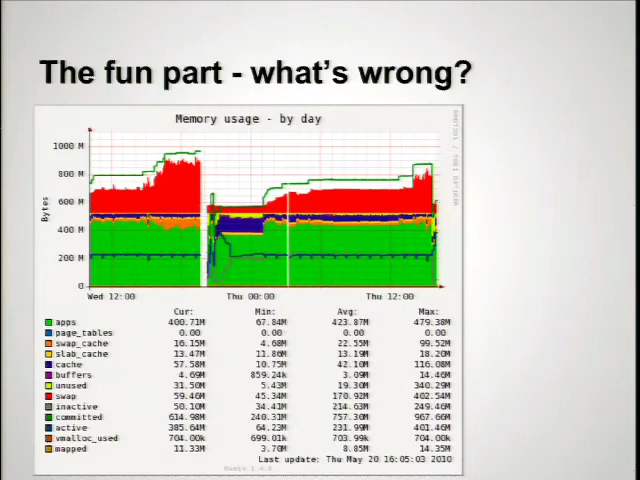 The fun part - what's wrong?
Memory usage - by day
RRDTOOL / TOBI OETIKER
1000 M
800 M
600 M
400 M
200 M
0
Bytes
Wed 12:00 Thu 00:00 Thu 12:00
Cur: Min: Avg: Max:
apps 400.71M 67.84M 423.87M 479.38M
page_tables 0.00 0.00 0.00 0.00
swap_cache 16.15M 4.68M 22.55M 99.52M
slab_cache 13.47M 11.86M 13.19M 18.20M
cache 57.58M 10.75M 42.10M 116.08M
buffers 4.69M 859.24k 3.09M 14.46M
unused 31.50M 5.43M 19.30M 340.29M
swap 59.46M 45.34M 170.92M 402.54M
inactive 50.10M 34.41M 214.63M 249.46M
committed 614.98M 240.31M 757.30M 967.66M
active 385.64M 64.23M 231.99M 401.46M
vmalloc_used 704.00k 699.01k 703.99k 704.00k
mapped 11.33M 3.70M 8.85M 14.35M
Last update: Thu May 20 16:05:03 2010